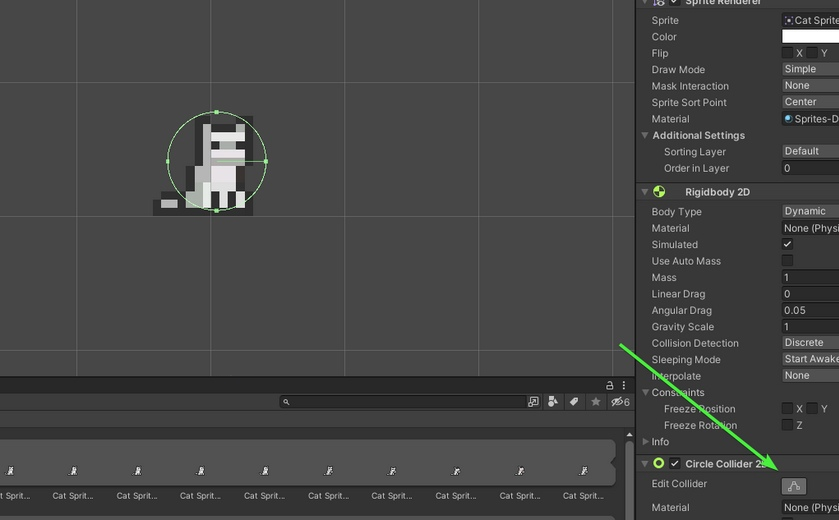 Sprite Renderer
Sprite Cat Sprite
Color
Flip X Y
Draw Mode Simple
Mask Interaction None
Sprite Sort Point Center
Material Sprites-D
Additional Settings
Sorting Layer Default
Order in Layer 0
Rigidbody 2D
Body Type Dynamic
Material None (Physi
Simulated
Use Auto Mass
Mass 1
Linear Drag 0
Angular Drag 0.05
Gravity Scale 1
Collision Detection Discrete
Sleeping Mode Start Awake
Interpolate None
Constraints
Freeze Position X Y
Freeze Rotation Z
Info
Circle Collider 2
Edit Collider
Material None (Phys
6
t Sprit... Cat Sprit... Cat Sprit... Cat Sprit... Cat Sprit... Cat Sprit... Cat Sprit... Cat Sprit... Cat Sprit... Cat Sprit...